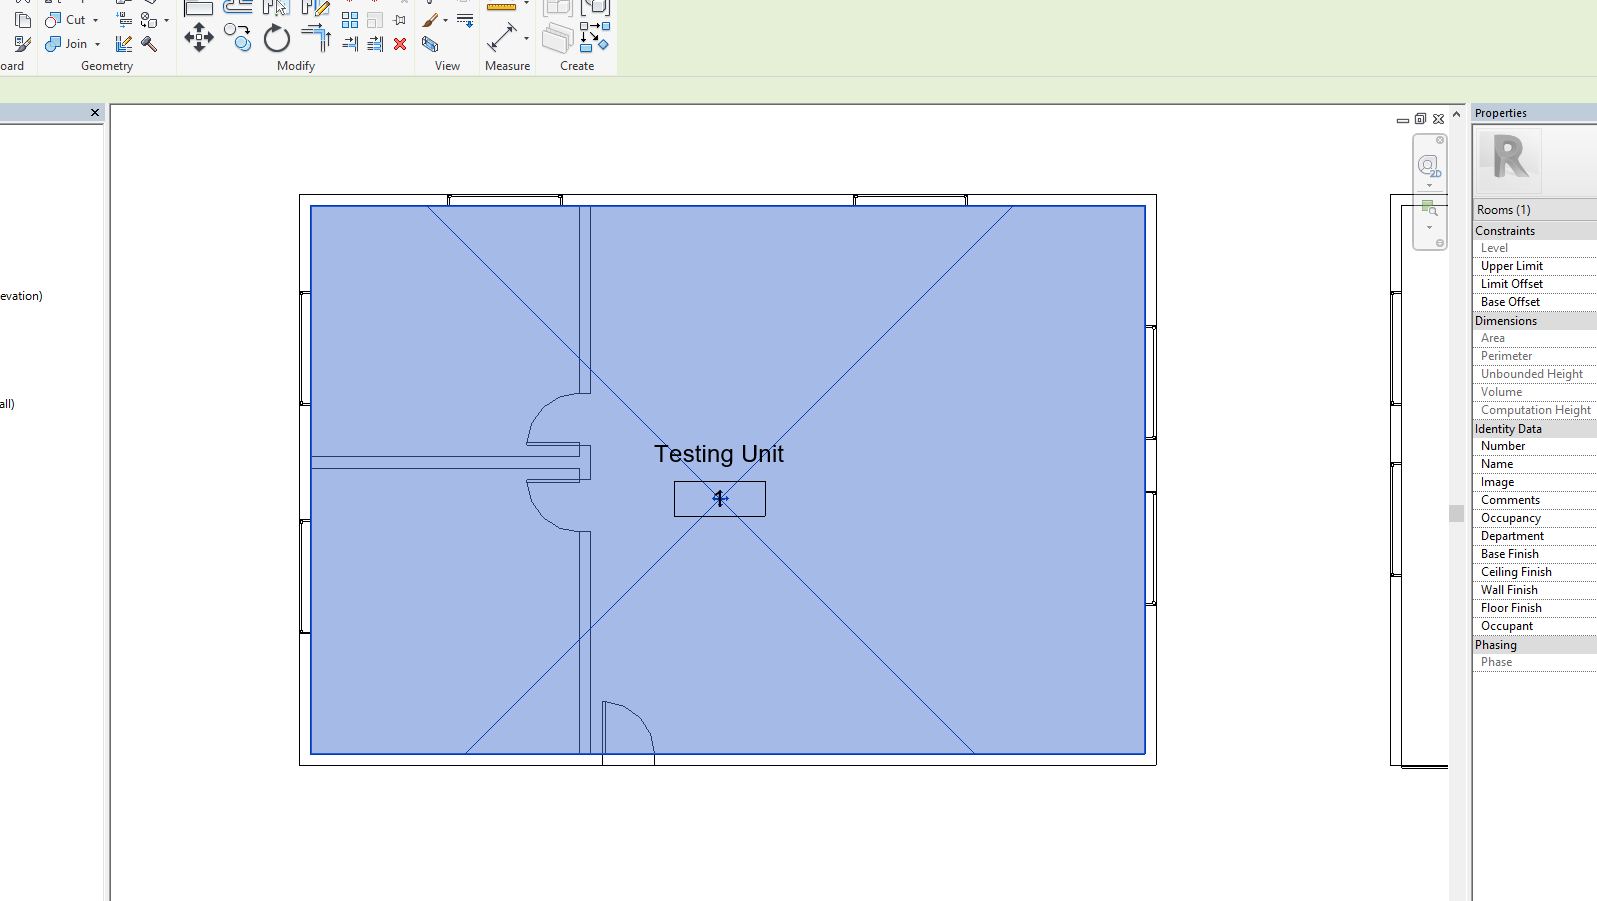 Cut
Join
oard
Geometry
Modify
View
Measure
Create
Properties
R
2D
evation)
all)
Testing Unit
1
Rooms (1)
Constraints
Level
Upper Limit
Limit Offset
Base Offset
Dimensions
Area
Perimeter
Unbounded Height
Volume
Computation Height
Identity Data
Number
Name
Image
Comments
Occupancy
Department
Base Finish
Ceiling Finish
Wall Finish
Floor Finish
Occupant
Phasing
Phase